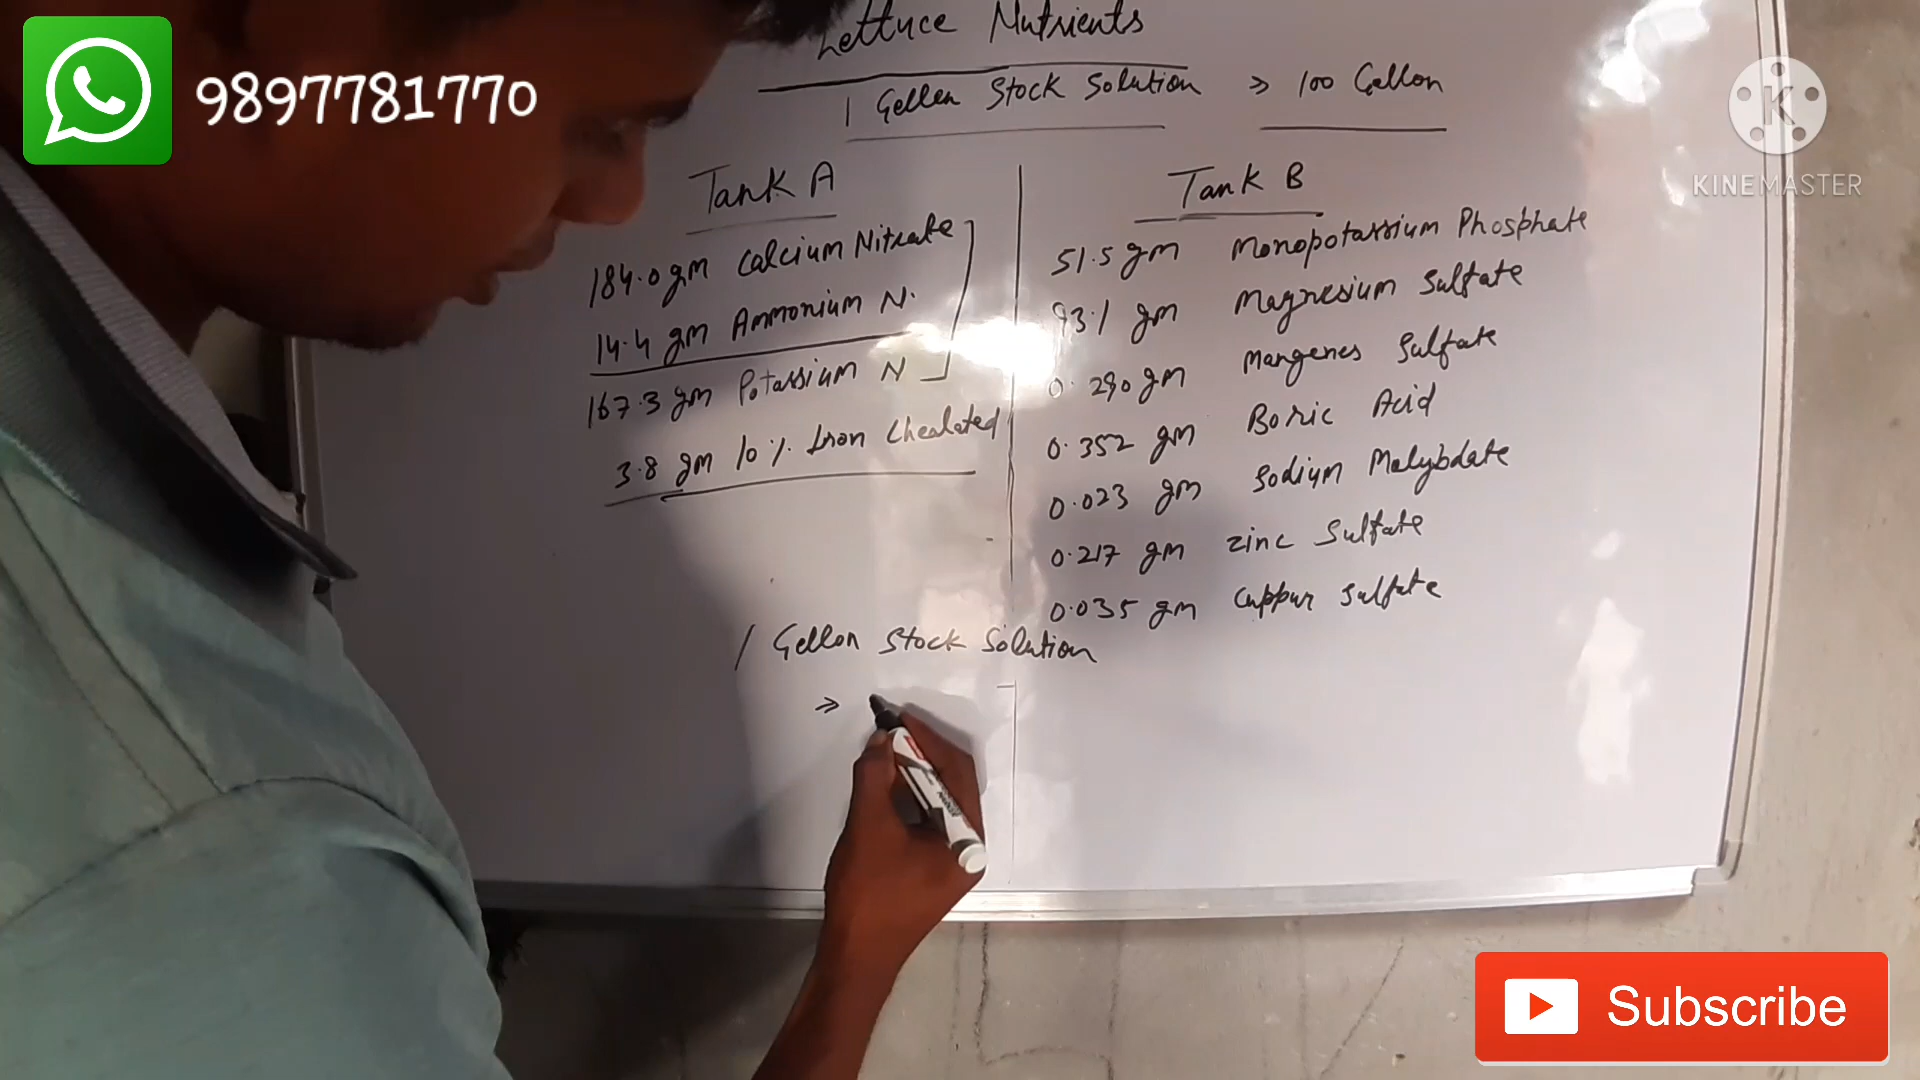 9897781770
Lettuce Nutrients
1 Gellen Stock Solution => 100 Gallon
KINEMASTER
Tank A
184.0 gm Calcium Nitrate
14.4 gm Ammonium N.
167.3 gm Potassium N
3.8 gm 10 % Iron Chealated
Tank B
51.5 gm Monopotassium Phosphate
93.1 gm Magnesium Sulfate
0.290 gm Mangenes Sulfate
0.352 gm Boric Acid
0.023 gm Sodium Malybdate
0.217 gm Zinc Sulfate
0.035 gm Cuppur Sulfate
1 Gellon Stock Solution
=>
Subscribe